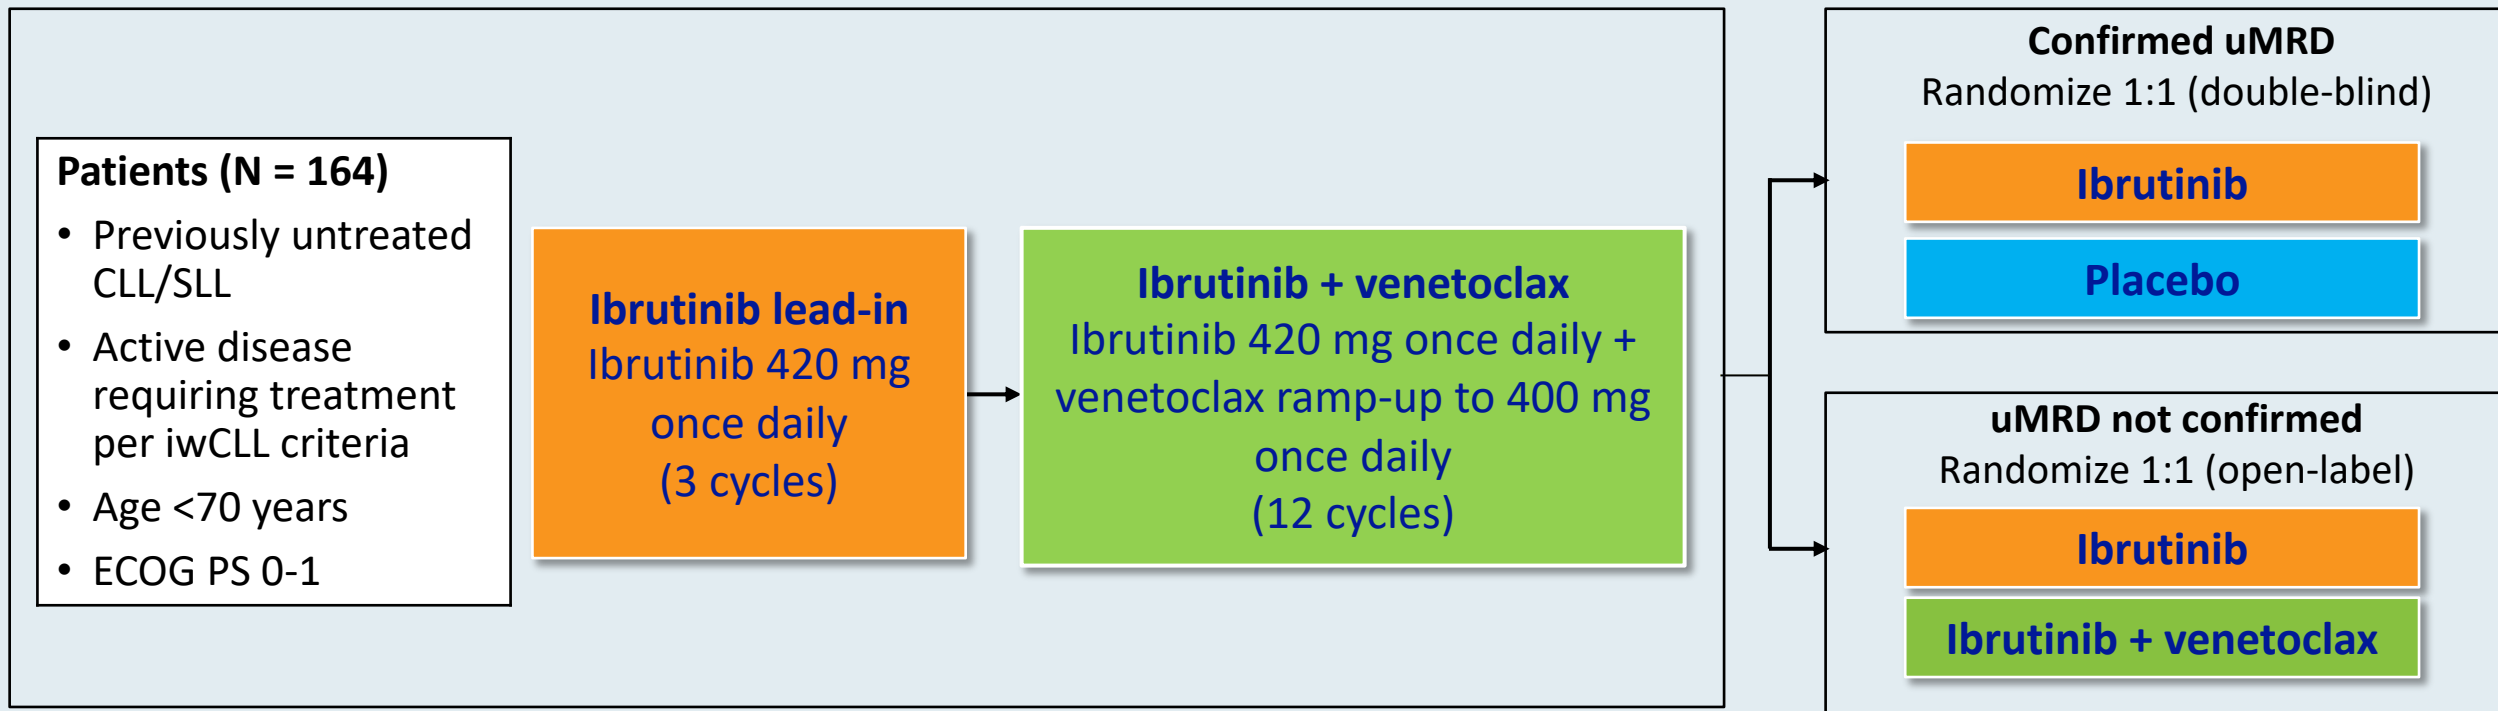 Patients (N = 164)
• Previously untreated
CLL/SLL
• Active disease
requiring treatment
per iwCLL criteria
• Age <70 years
• ECOG PS 0-1
Ibrutinib lead-in
Ibrutinib 420 mg
once daily
(3 cycles)
Ibrutinib + venetoclax
Ibrutinib 420 mg once daily +
venetoclax ramp-up to 400 mg
once daily
(12 cycles)
Confirmed uMRD
Randomize 1:1 (double-blind)
Ibrutinib
Placebo
uMRD not confirmed
Randomize 1:1 (open-label)
Ibrutinib
Ibrutinib + venetoclax